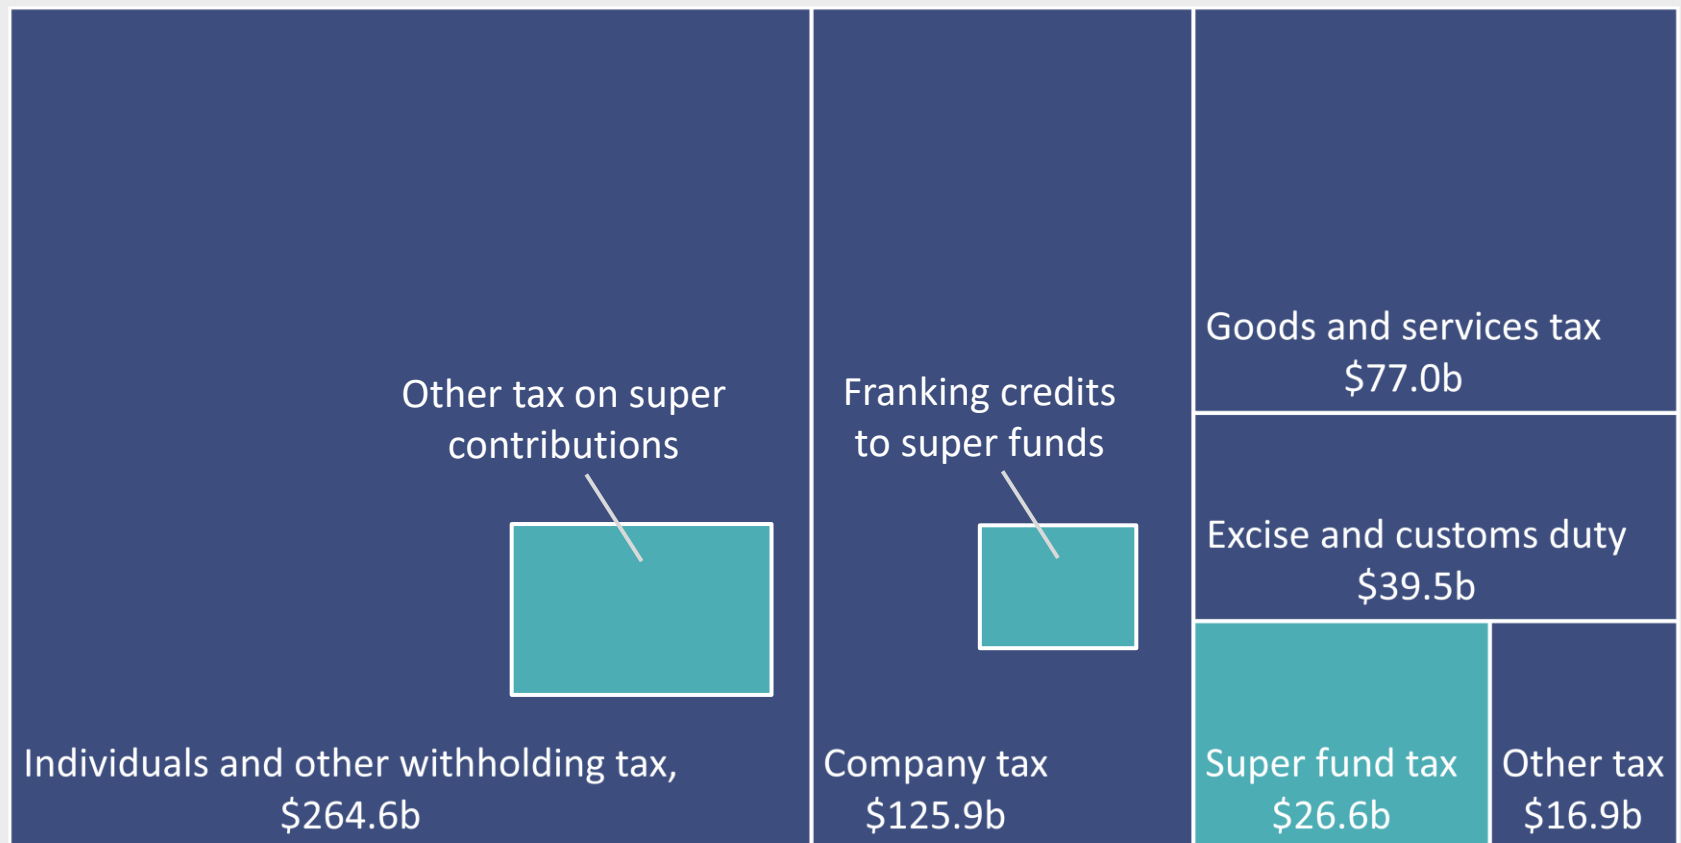 Other tax on super
contributions
Individuals and other withholding tax,
$264.6b
Franking credits
to super funds
Company tax
$125.9b
Goods and services tax
$77.0b
Excise and customs duty
$39.5b
Super fund tax
$26.6b
Other tax
$16.9b